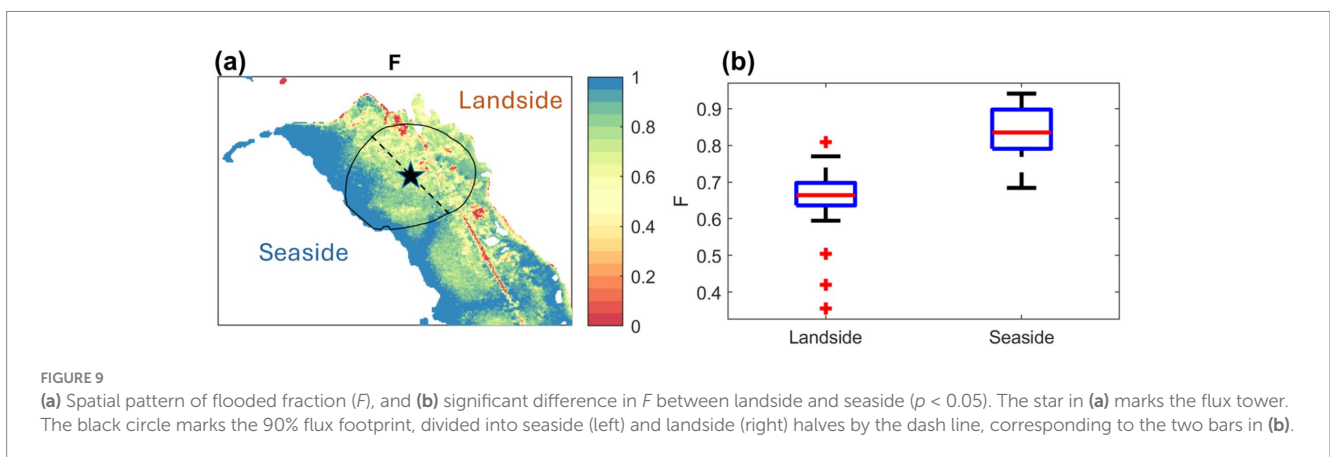 (a)
F
Landside
Seaside
1
0.8
0.6
0.4
0.2
0
(b)
F
0.9
0.8
0.7
0.6
0.5
0.4
Landside
Seaside
FIGURE 9
(a) Spatial pattern of flooded fraction (F), and (b) significant difference in F between landside and seaside (p < 0.05). The star in (a) marks the flux tower.
The black circle marks the 90% flux footprint, divided into seaside (left) and landside (right) halves by the dash line, corresponding to the two bars in (b).